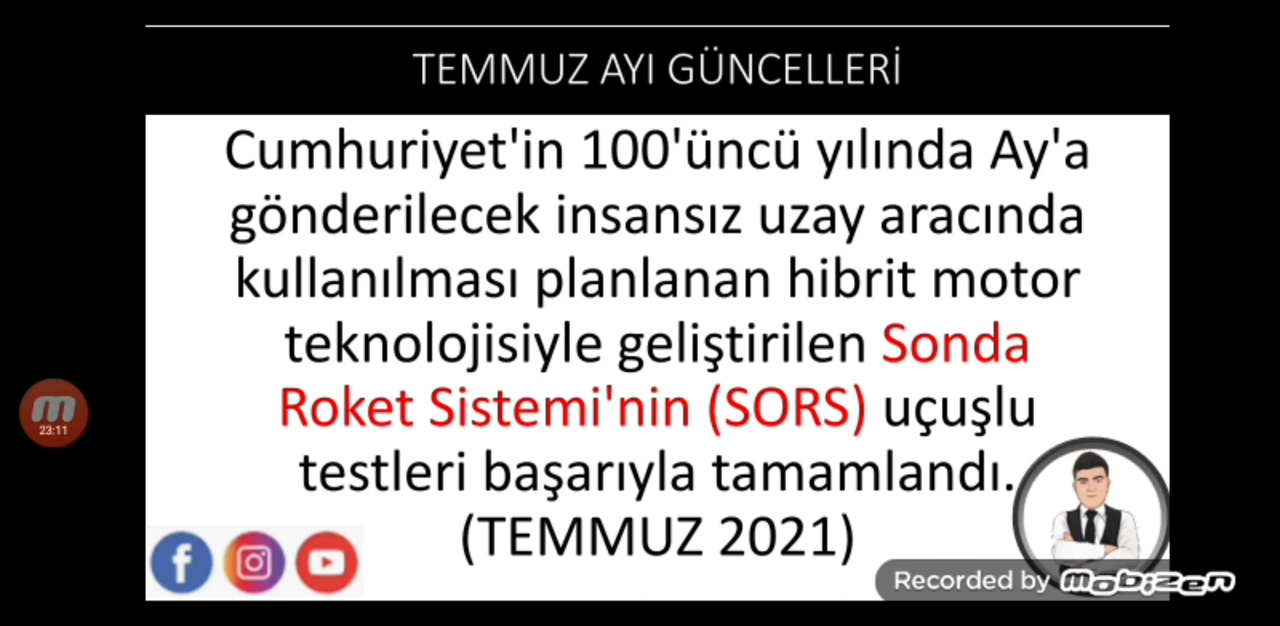 TEMMUZ AYI GÜNCELLERİ
Cumhuriyet'in 100'üncü yılında Ay'a
gönderilecek insansız uzay aracında
kullanılması planlanan hibrit motor
teknolojisiyle geliştirilen Sonda
Roket Sistemi'nin (SORS) uçuşlu
testleri başarıyla tamamlandı.
(TEMMUZ 2021)
23:11
Recorded by mobizen